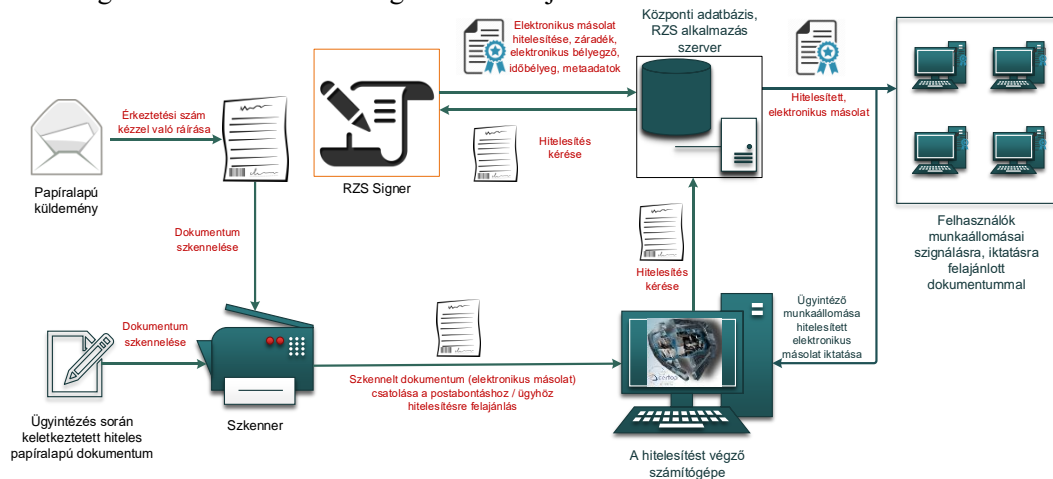 Központi adatbázis,
RZS alkalmazás
szerver
Elektronikus másolat
hitelesítése, záradék,
elektronikus bélyegző,
időbélyeg, metaadatok
Érkeztetési szám
kézzel való ráírása
Hitelesített,
elektronikus másolat
Hitelesítés
kérése
Papíralapú
küldemény
RZS Signer
Felhasználók
munkaállomásai
szignálásra, iktatásra
felajánlott
dokumentummal
Dokumentum
szkennelése
Hitelesítés
kérése
Ügyintéző
munkaállomása
hitelesített
elektronikus
másolat iktatása
Dokumentum
szkennelése
Szkennelt dokumentum (elektronikus másolat)
csatolása a postabontáshoz / ügyhöz
hitelesítésre felajánlás
Ügyintézés során
keletkeztetett hiteles
papíralapú dokumentum
Szkenner
A hitelesítést végző
számítógépe